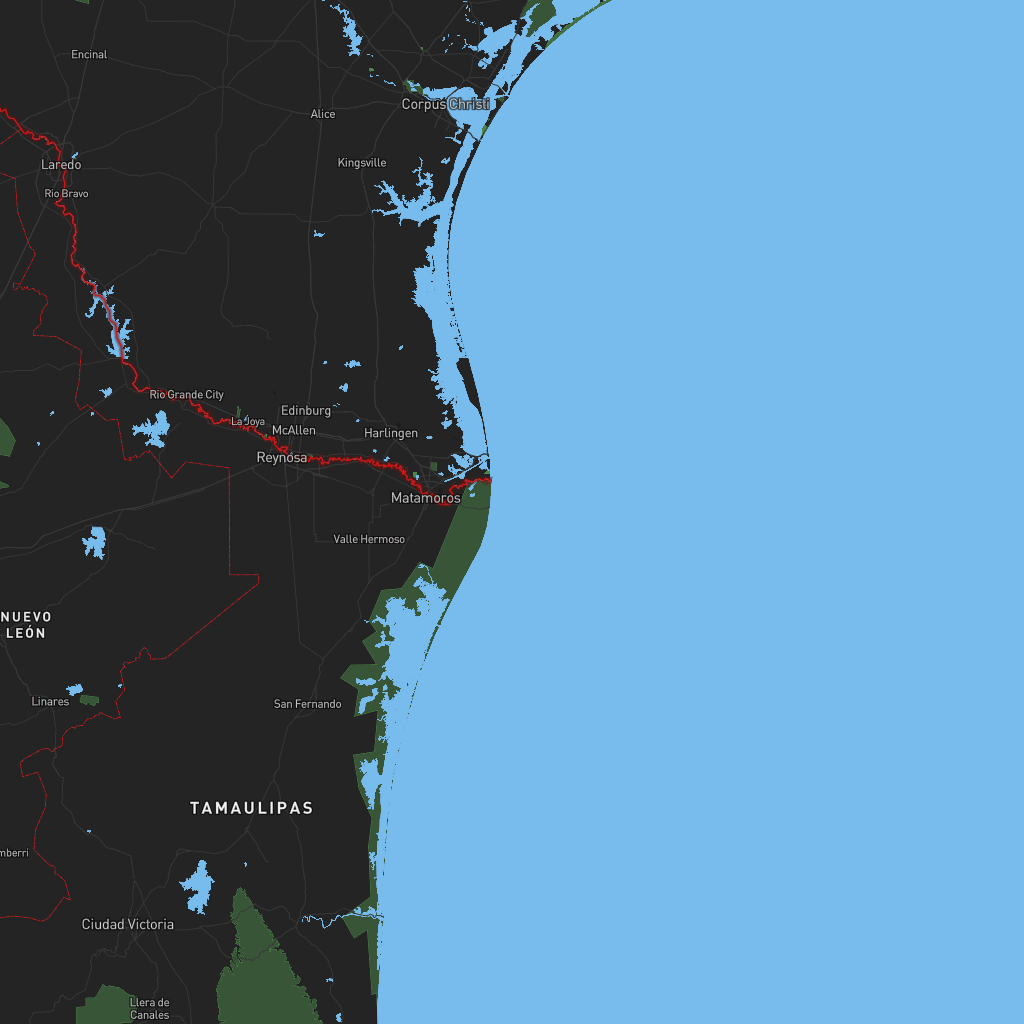 Encinal
Corpus Christi
Alice
Kingsville
Laredo
Rio Bravo
Rio Grande City
Edinburg
La Joya
McAllen
Harlingen
Reynosa
Matamoros
Valle Hermoso
NUEVO
LEÓN
Linares
San Fernando
TAMAULIPAS
mberri
Ciudad Victoria
Llera de
Canales